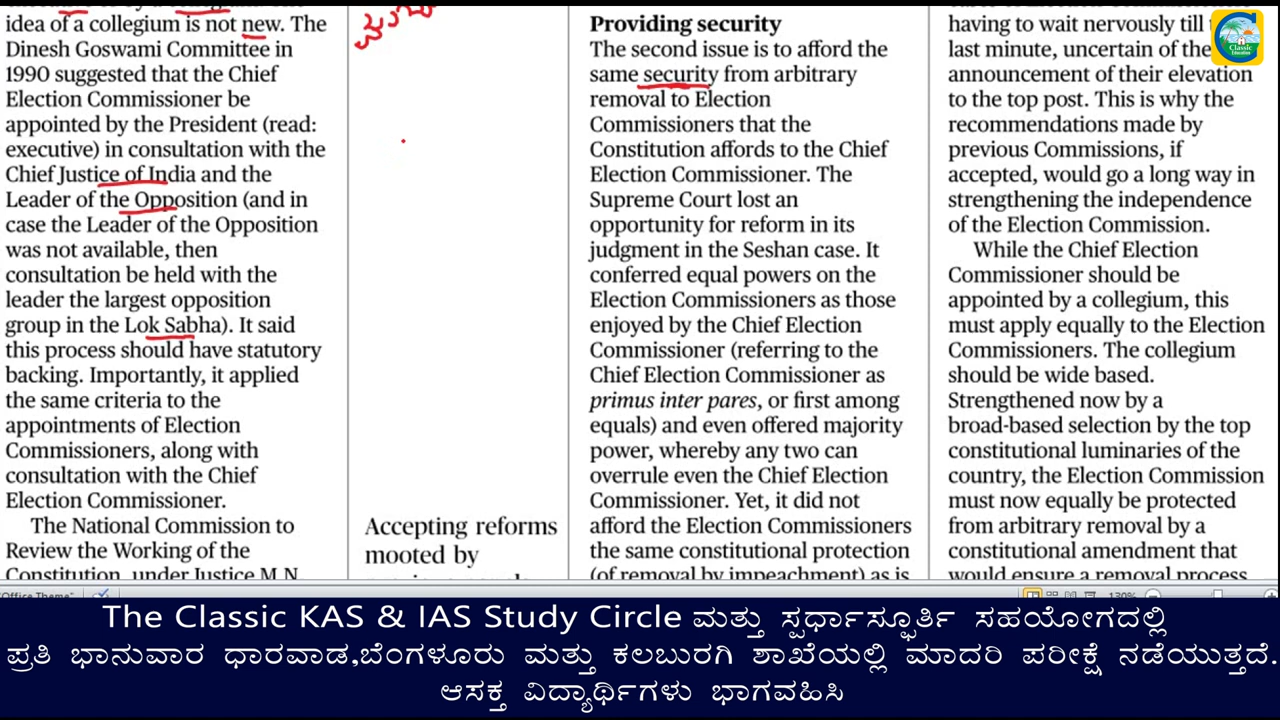 idea of a collegium is not new. The
Dinesh Goswami Committee in
1990 suggested that the Chief
Election Commissioner be
appointed by the President (read:
executive) in consultation with the
Chief Justice of India and the
Leader of the Opposition (and in
case the Leader of the Opposition
was not available, then
consultation be held with the
leader the largest opposition
group in the Lok Sabha). It said
this process should have statutory
backing. Importantly, it applied
the same criteria to the
appointments of Election
Commissioners, along with
consultation with the Chief
Election Commissioner.
The National Commission to
Review the Working of the
Constitution, under Justice M.N.
Accepting reforms
mooted by
Providing security
The second issue is to afford the
same security from arbitrary
removal to Election
Commissioners that the
Constitution affords to the Chief
Election Commissioner. The
Supreme Court lost an
opportunity for reform in its
judgment in the Seshan case. It
conferred equal powers on the
Election Commissioners as those
enjoyed by the Chief Election
Commissioner (referring to the
Chief Election Commissioner as
primus inter pares, or first among
equals) and even offered majority
power, whereby any two can
overrule even the Chief Election
Commissioner. Yet, it did not
afford the Election Commissioners
the same constitutional protection
(of removal by impeachment) as is
having to wait nervously till
last minute, uncertain of the
announcement of their elevation
to the top post. This is why the
recommendations made by
previous Commissions, if
accepted, would go a long way in
strengthening the independence
of the Election Commission.
While the Chief Election
Commissioner should be
appointed by a collegium, this
must apply equally to the Election
Commissioners. The collegium
should be wide based.
Strengthened now by a
broad-based selection by the top
constitutional luminaries of the
country, the Election Commission
must now equally be protected
from arbitrary removal by a
constitutional amendment that
would ensure a removal process
Classic
Education
"Office Theme"
130%
The Classic KAS & IAS Study Circle ಮತ್ತು ಸ್ಪರ್ಧಾಸ್ಫೂರ್ತಿ ಸಹಯೋಗದಲ್ಲಿ
ಪ್ರತಿ ಭಾನುವಾರ ಧಾರವಾಡ,ಬೆಂಗಳೂರು ಮತ್ತು ಕಲಬುರಗಿ ಶಾಖೆಯಲ್ಲಿ ಮಾದರಿ ಪರೀಕ್ಷೆ ನಡೆಯುತ್ತದೆ.
ಆಸಕ್ತ ವಿದ್ಯಾರ್ಥಿಗಳು ಭಾಗವಹಿಸಿ